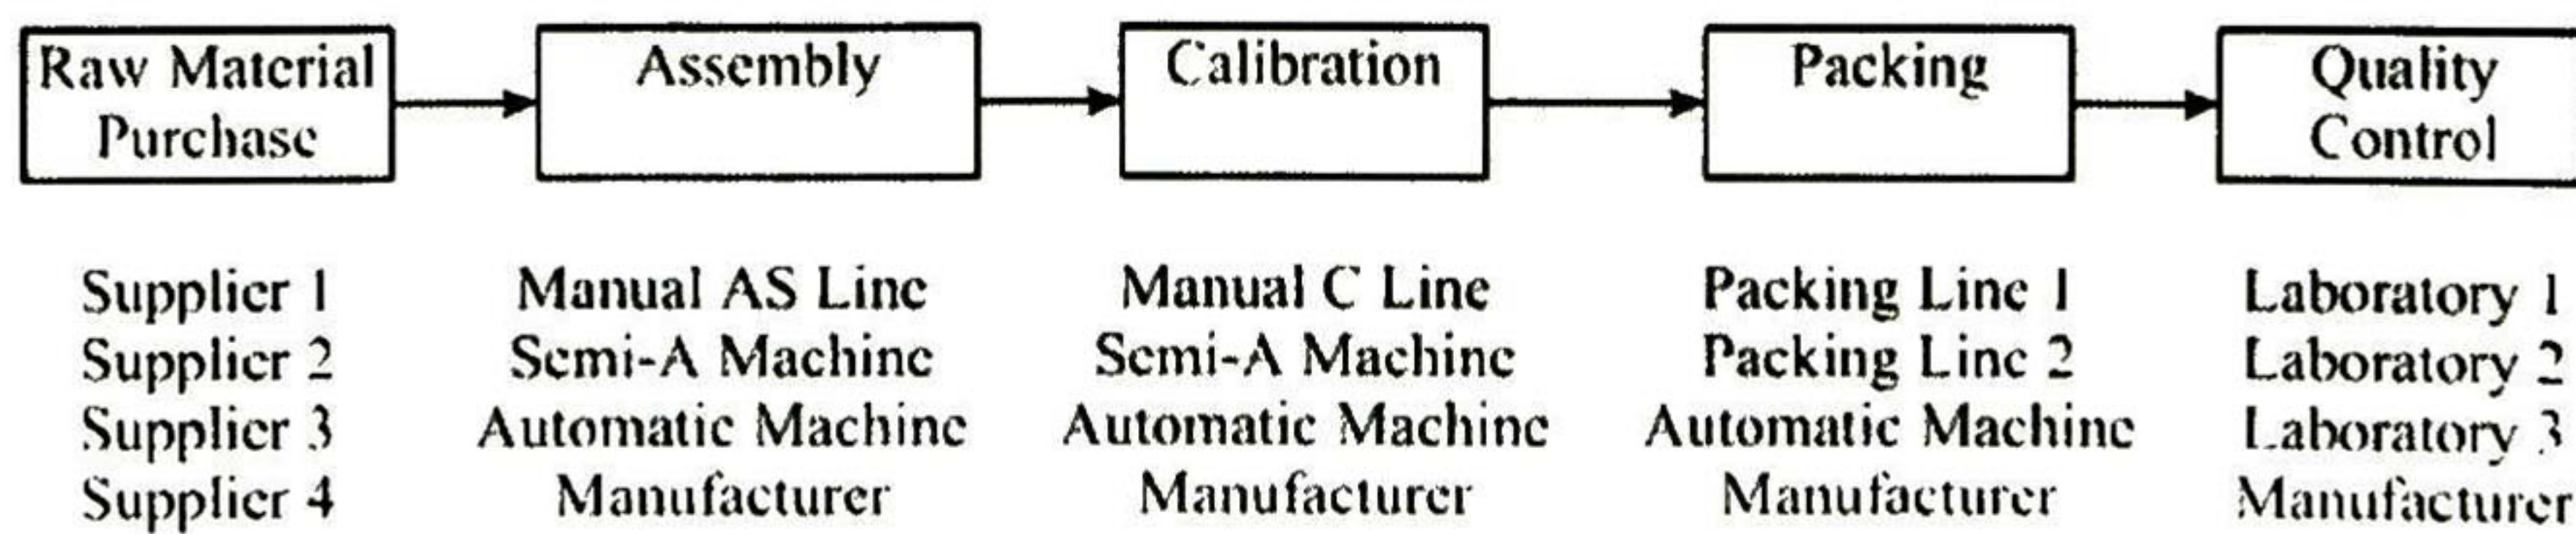 Raw Material
Purchase
Assembly
Calibration
Packing
Quality
Control
Supplier 1
Supplier 2
Supplier 3
Supplier 4
Manual AS Line
Semi-A Machine
Automatic Machine
Manufacturer
Manual C Line
Semi-A Machine
Automatic Machine
Manufacturer
Packing Line 1
Packing Line 2
Automatic Machine
Manufacturer
Laboratory 1
Laboratory 2
Laboratory 3
Manufacturer